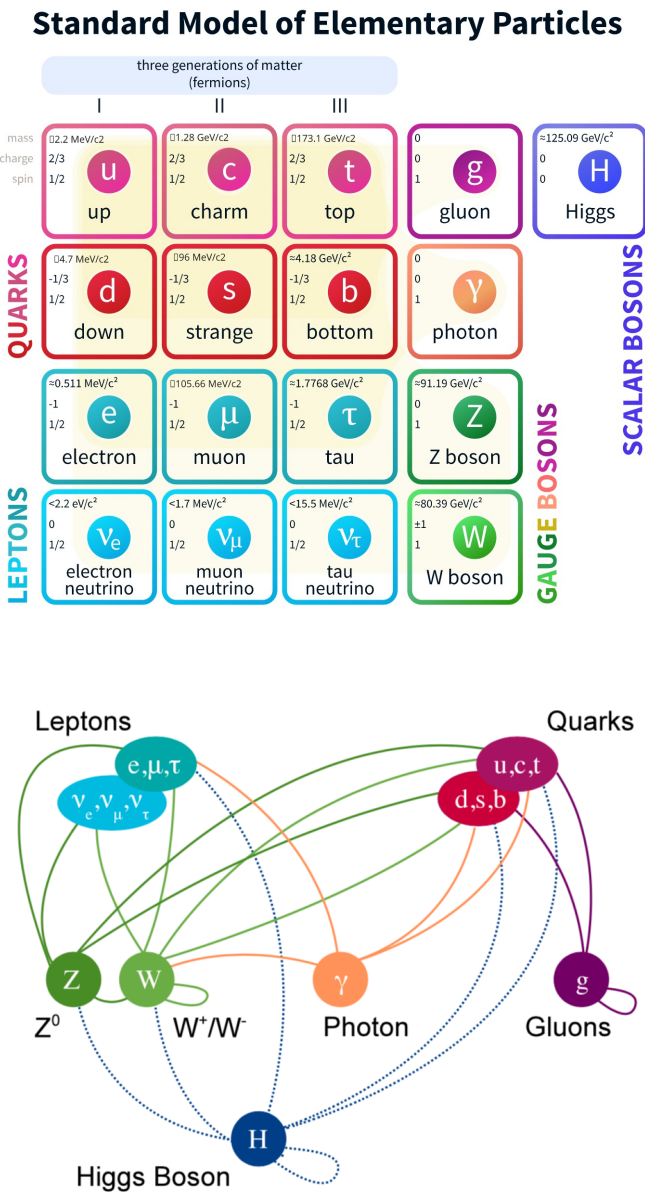 Standard Model of Elementary Particles
three generations of matter
(fermions)
I II III
mass
charge
spin
▯2.2 MeV/c2
2/3
1/2
u
up
▯1.28 GeV/c2
2/3
1/2
c
charm
▯173.1 GeV/c2
2/3
1/2
t
top
0
0
1
g
gluon
≈125.09 GeV/c²
0
0
H
Higgs
▯4.7 MeV/c2
-1/3
1/2
d
down
▯96 MeV/c2
-1/3
1/2
s
strange
≈4.18 GeV/c²
-1/3
1/2
b
bottom
0
0
1
γ
photon
QUARKS
SCALAR BOSONS
≈0.511 MeV/c²
-1
1/2
e
electron
▯105.66 MeV/c2
-1
1/2
μ
muon
≈1.7768 GeV/c²
-1
1/2
τ
tau
≈91.19 GeV/c²
0
1
Z
Z boson
<2.2 eV/c²
0
1/2
νe
electron
neutrino
<1.7 MeV/c²
0
1/2
νμ
muon
neutrino
<15.5 MeV/c²
0
1/2
ντ
tau
neutrino
≈80.39 GeV/c²
±1
1
W
W boson
LEPTONS
GAUGE BOSONS
Leptons
Quarks
e,μ,τ
u,c,t
νe,νμ,ντ
d,s,b
Z
W
γ
g
Z⁰
W⁺/W⁻
Photon
Gluons
H
Higgs Boson